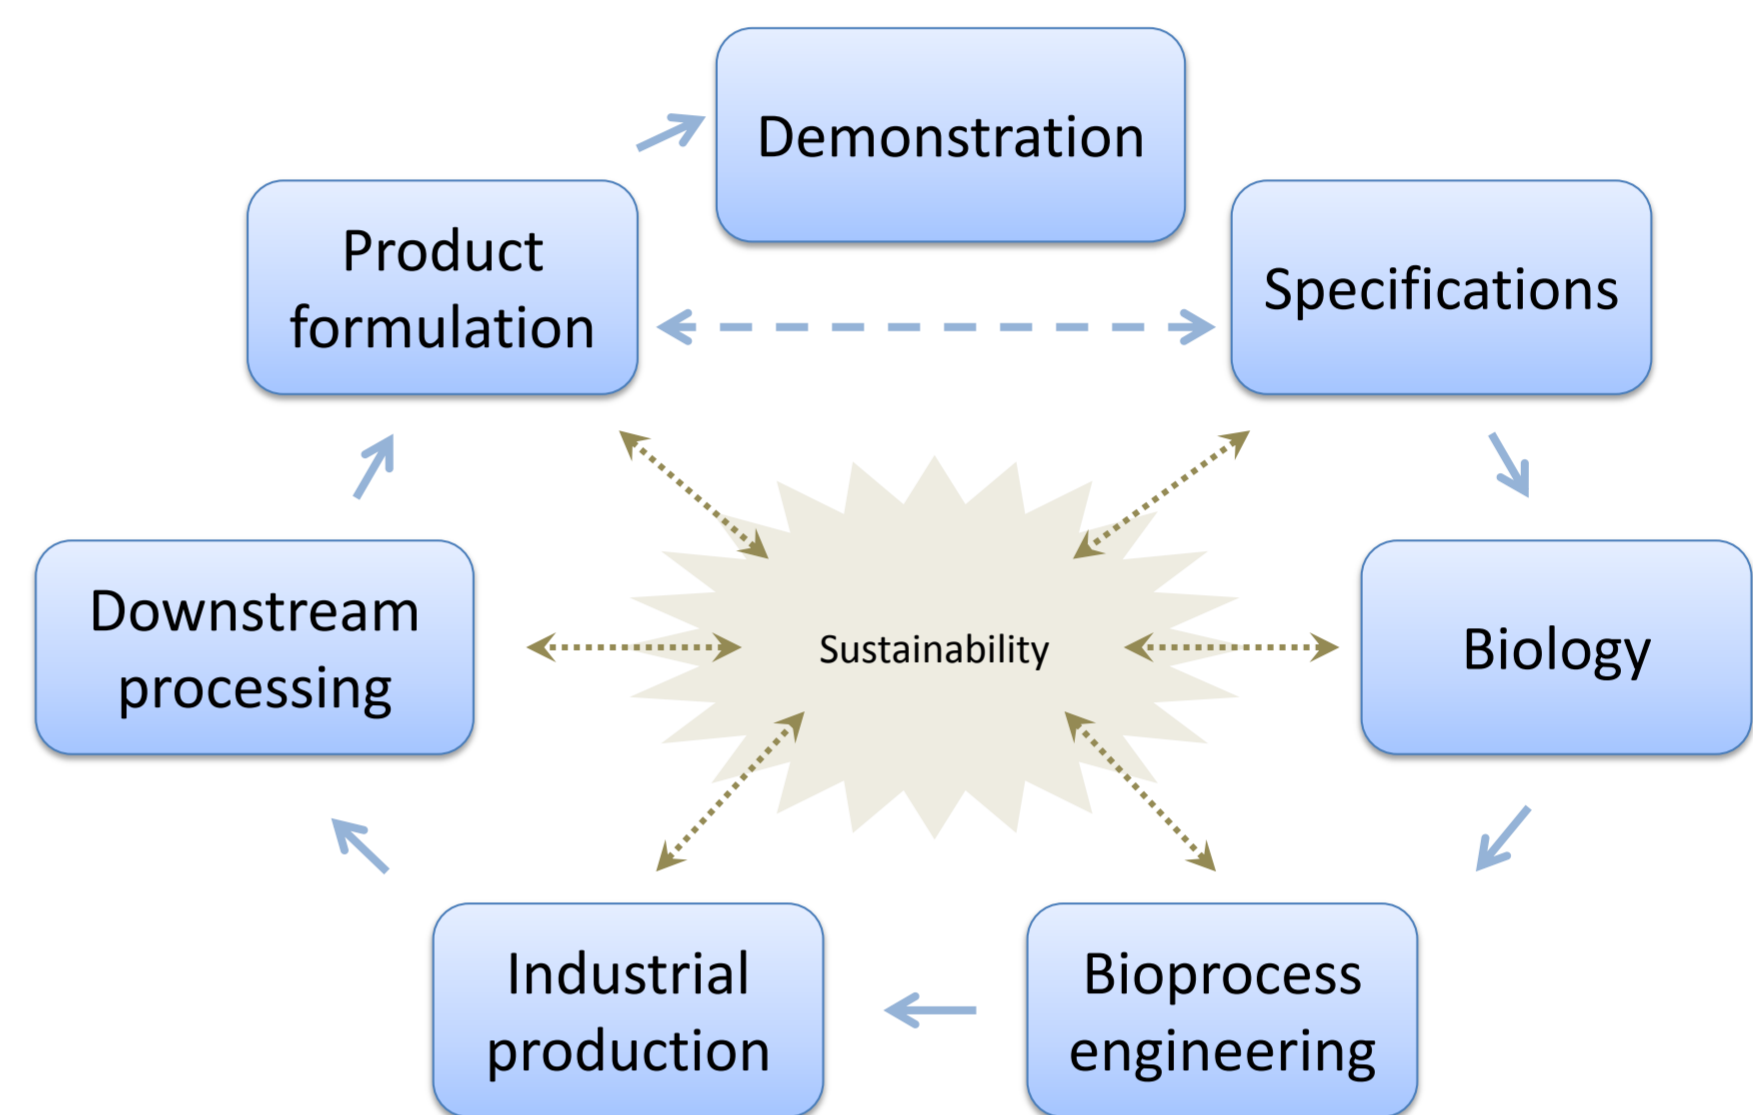 Demonstration
Product
formulation
Specifications
Downstream
processing
Sustainability
Biology
Industrial
production
Bioprocess
engineering